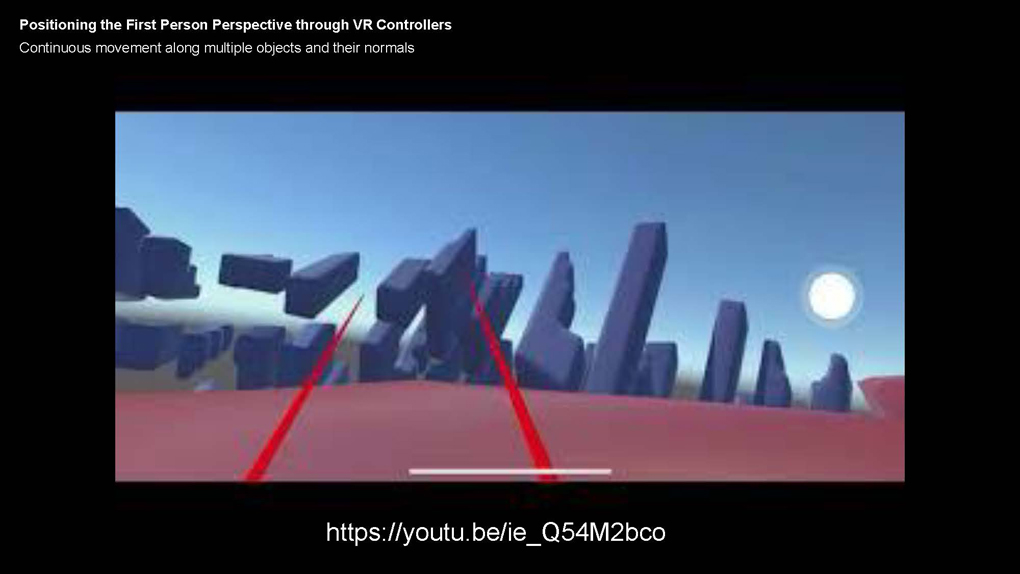 Positioning the First Person Perspective through VR Controllers
Continuous movement along multiple objects and their normals
https://youtu.be/ie_Q54M2bco